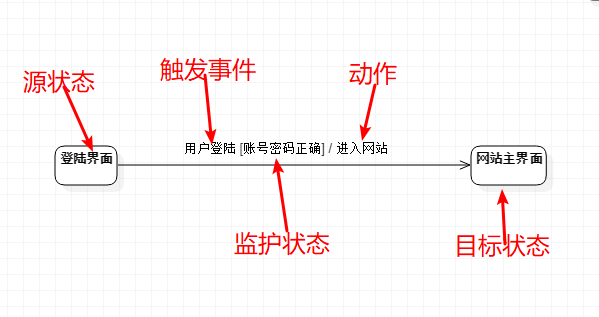 源状态
触发事件
动作
用户登陆 [账号密码正确] / 进入网站
登陆界面
网站主界面
监护状态
目标状态